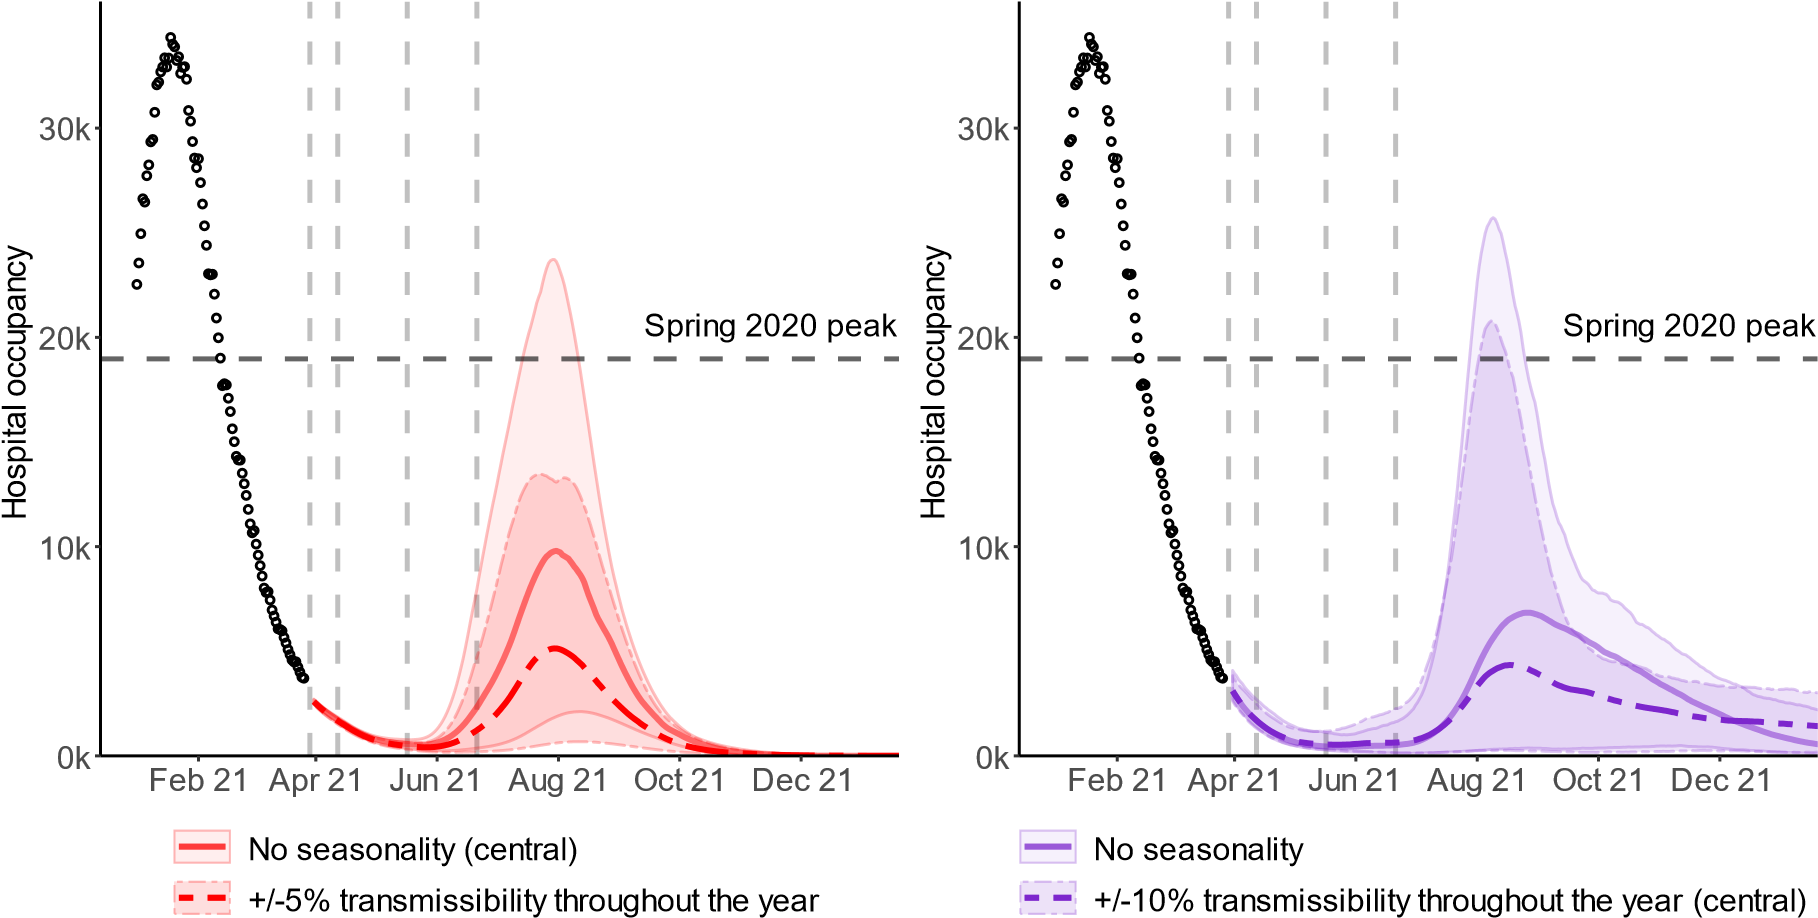 Hospital occupancy
30k
20k
10k
0k
Spring 2020 peak
Feb 21 Apr 21 Jun 21 Aug 21 Oct 21 Dec 21
No seasonality (central)
+/-5% transmissibility throughout the year
Hospital occupancy
30k
20k
10k
0k
Spring 2020 peak
Feb 21 Apr 21 Jun 21 Aug 21 Oct 21 Dec 21
No seasonality
+/-10% transmissibility throughout the year (central)